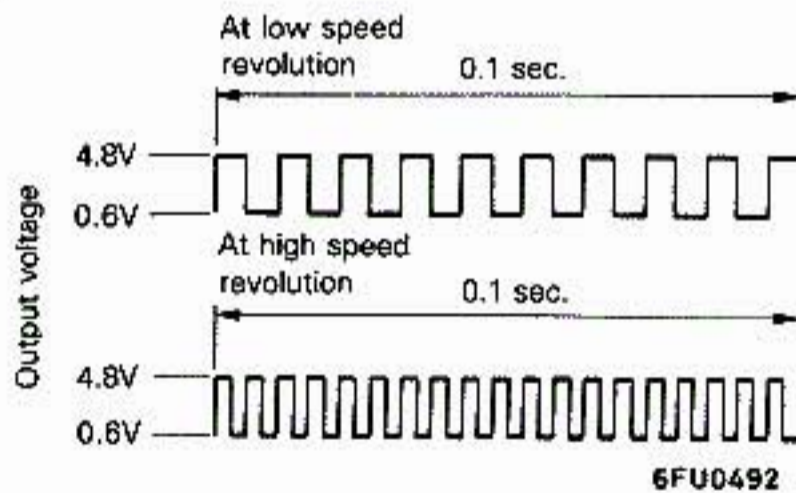 At low speed
revolution
0.1 sec.
4.8V
0.6V
Output voltage
At high speed
revolution
0.1 sec.
4.8V
0.6V
6FU0492